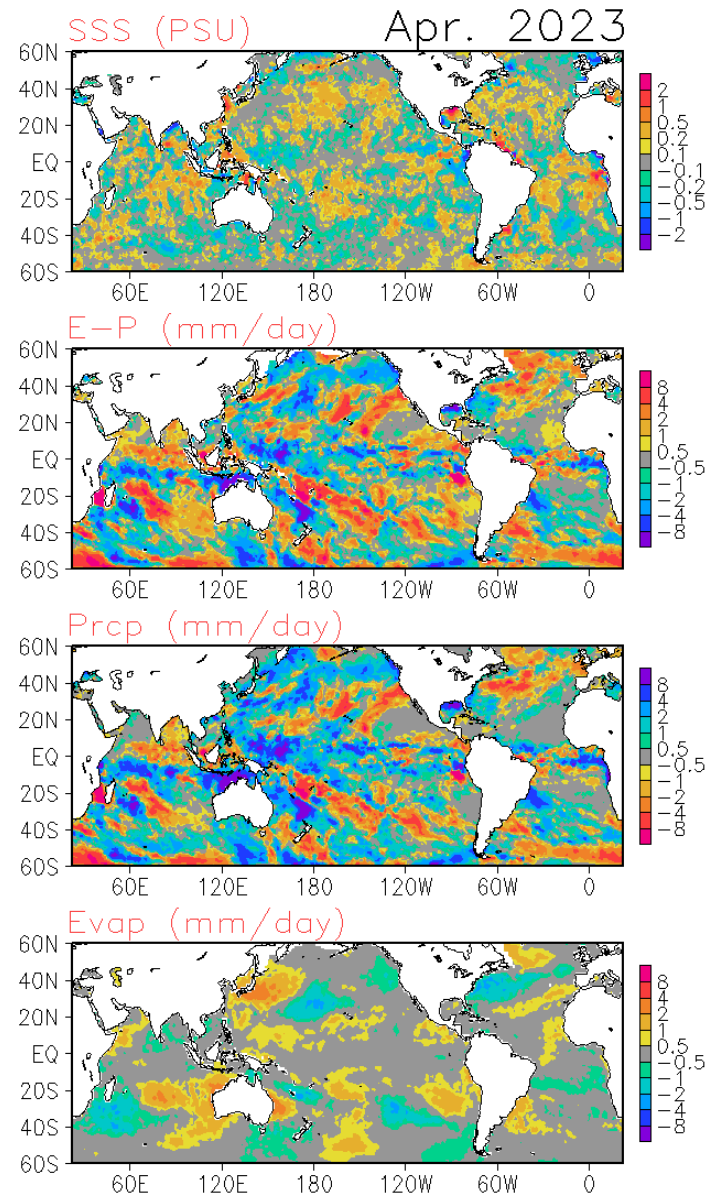 SSS (PSU) Apr. 2023
60N
40N
20N
EQ
20S
40S
60S
60E 120E 180 120W 60W 0
2
1
0.5
0.2
0.1
−0.1
−0.2
−0.5
−1
−2
E−P (mm/day)
60N
40N
20N
EQ
20S
40S
60S
60E 120E 180 120W 60W 0
8
4
2
1
0.5
−0.5
−1
−2
−4
−8
Prcp (mm/day)
60N
40N
20N
EQ
20S
40S
60S
60E 120E 180 120W 60W 0
8
4
2
1
0.5
−0.5
−1
−2
−4
−8
Evap (mm/day)
60N
40N
20N
EQ
20S
40S
60S
60E 120E 180 120W 60W 0
8
4
2
1
0.5
−0.5
−1
−2
−4
−8